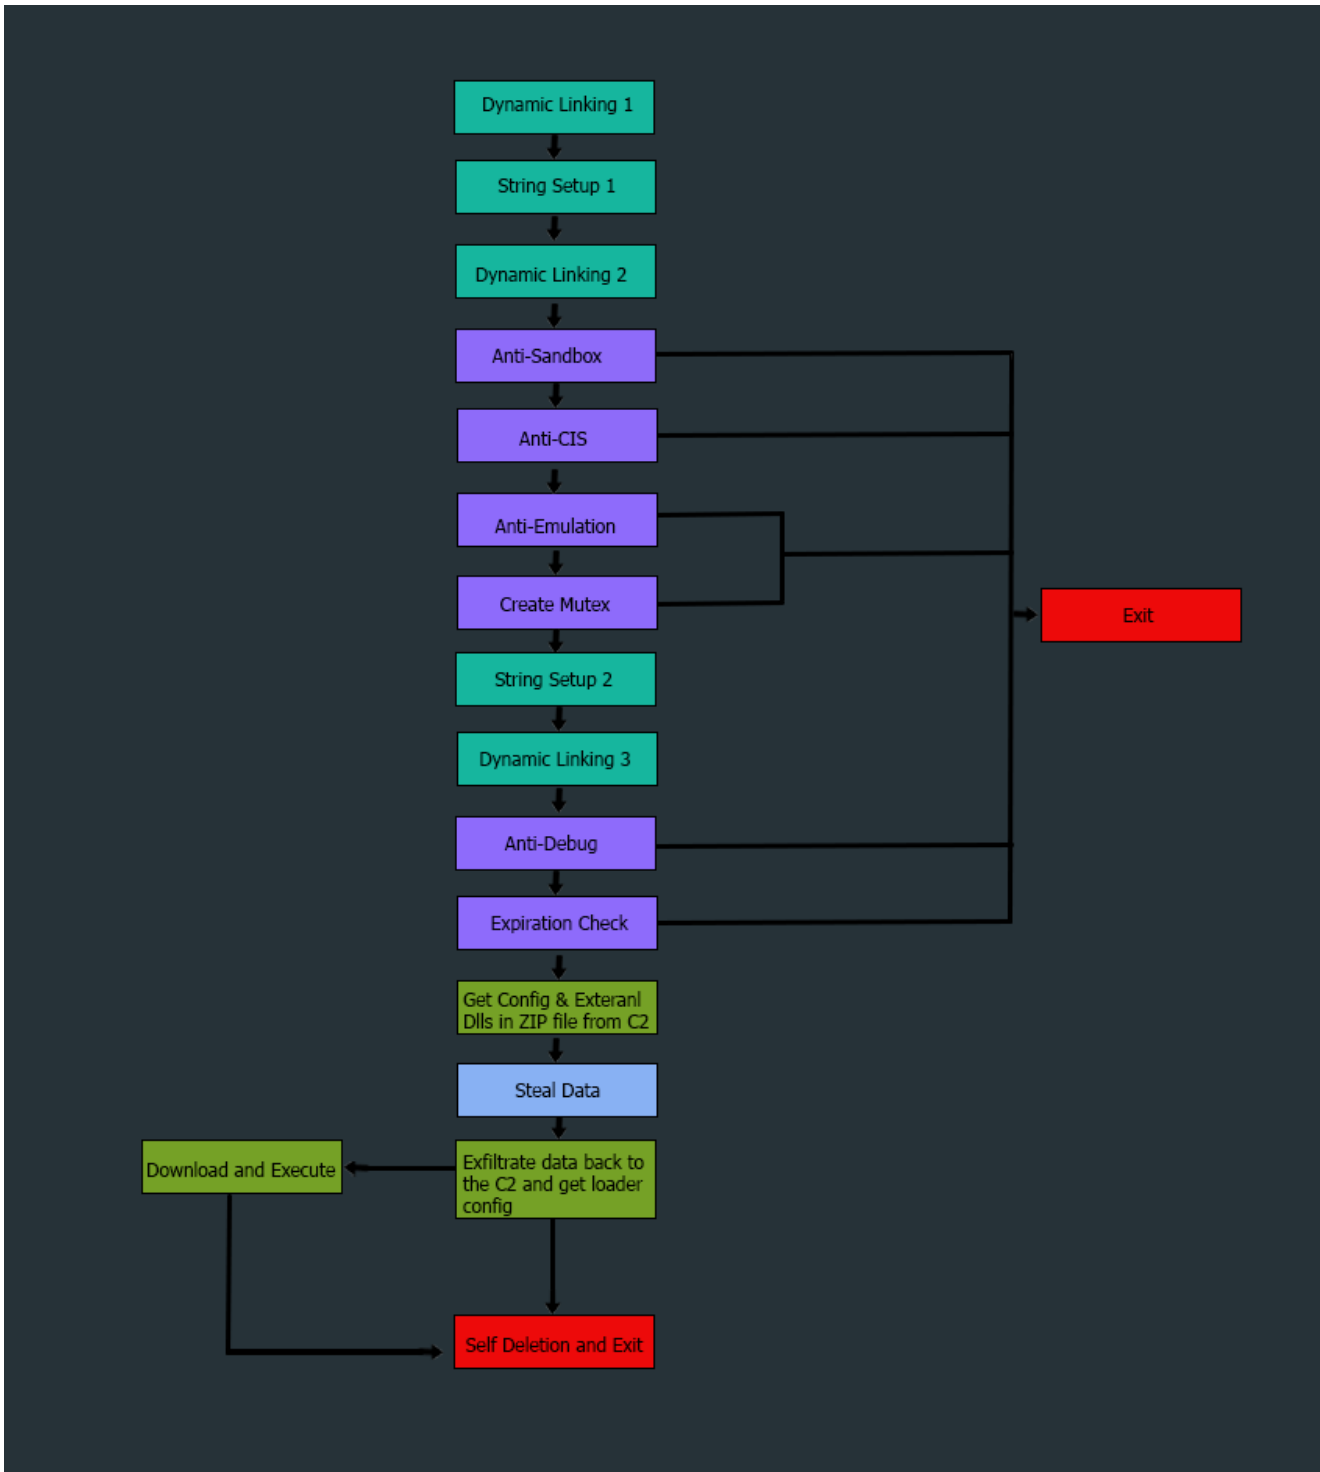 Dynamic Linking 1
String Setup 1
Dynamic Linking 2
Anti-Sandbox
Anti-CIS
Anti-Emulation
Create Mutex
Exit
String Setup 2
Dynamic Linking 3
Anti-Debug
Expiration Check
Get Config & Exteranl
Dlls in ZIP file from C2
Steal Data
Download and Execute
Exfiltrate data back to
the C2 and get loader
config
Self Deletion and Exit